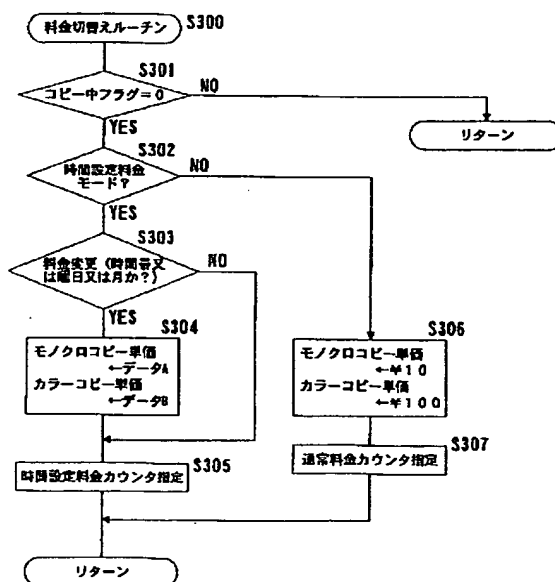 料金切替えルーチン
S300
S301
コピー中フラグ=0
NO
YES
リターン
S302
時間設定料金
モード?
NO
YES
S303
料金変更(時間帯又
は曜日又は月か?)
NO
YES
S304
モノクロコピー単価
←データA
カラーコピー単価
←データB
S306
モノクロコピー単価
←¥10
カラーコピー単価
←¥100
S305
時間設定料金カウンタ指定
S307
通常料金カウンタ指定
リターン